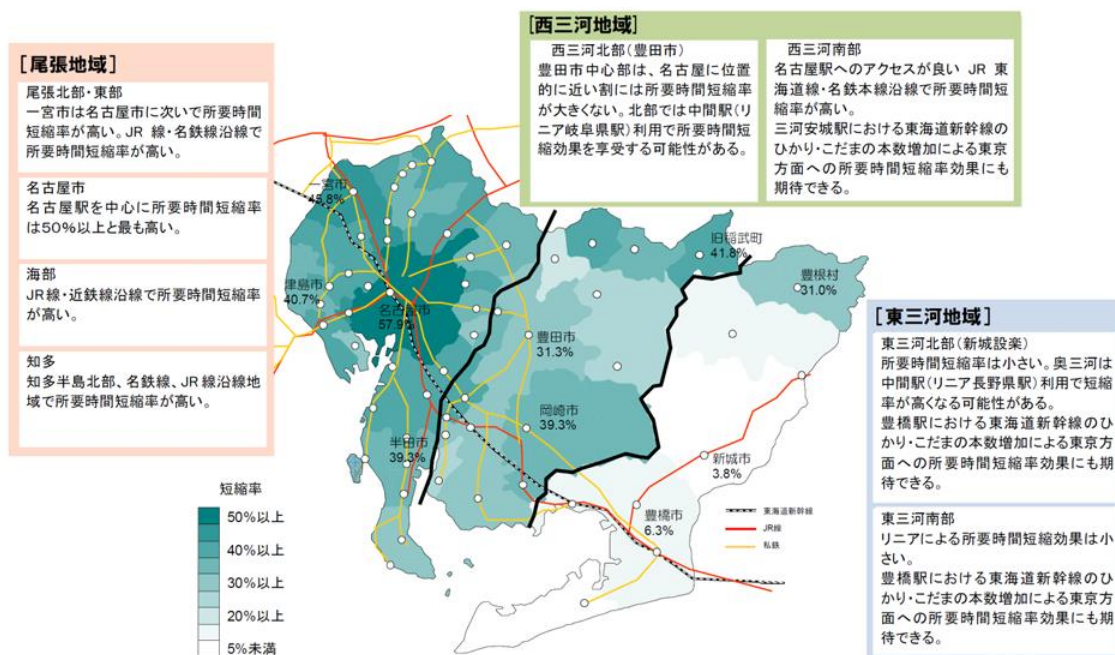 [尾張地域]
尾張北部・東部
一宮市は名古屋市に次いで所要時間
短縮率が高い。JR 線・名鉄線沿線で
所要時間短縮率が高い。
名古屋市
名古屋駅を中心に所要時間短縮率
は50%以上と最も高い。
海部
JR線・近鉄線沿線で所要時間短縮率
が高い。
知多
知多半島北部、名鉄線、JR線沿線地
域で所要時間短縮率が高い。
[西三河地域]
西三河北部(豊田市)
豊田市中心部は、名古屋に位置
的に近い割には所要時間短縮率
が大きくない。北部では中間駅(リ
ニア岐阜県駅)利用で所要時間短
縮効果を享受する可能性がある。
西三河南部
名古屋駅へのアクセスが良い JR 東
海道線・名鉄本線沿線で所要時間短
縮率が高い。
三河安城駅における東海道新幹線の
ひかり・こだまの本数増加による東京
方面への所要時間短縮率効果にも
期待できる。
[東三河地域]
東三河北部(新城設楽)
所要時間短縮率は小さい。奥三河は
中間駅(リニア長野県駅)利用で短縮
率が高くなる可能性がある。
豊橋駅における東海道新幹線のひ
かり・こだまの本数増加による東京方
面への所要時間短縮率効果にも期
待できる。
東三河南部
リニアによる所要時間短縮効果は小
さい。
豊橋駅における東海道新幹線のひ
かり・こだまの本数増加による東京方
面への所要時間短縮率効果にも期
待できる。
一宮市
45.8%
津島市
40.7%
名古屋市
57.9%
半田市
39.3%
豊田市
31.3%
岡崎市
39.3%
旧稲武町
41.8%
豊根村
31.0%
新城市
3.8%
豊橋市
6.3%
東海道新幹線
JR線
私鉄
短縮率
50%以上
40%以上
30%以上
20%以上
5%未満